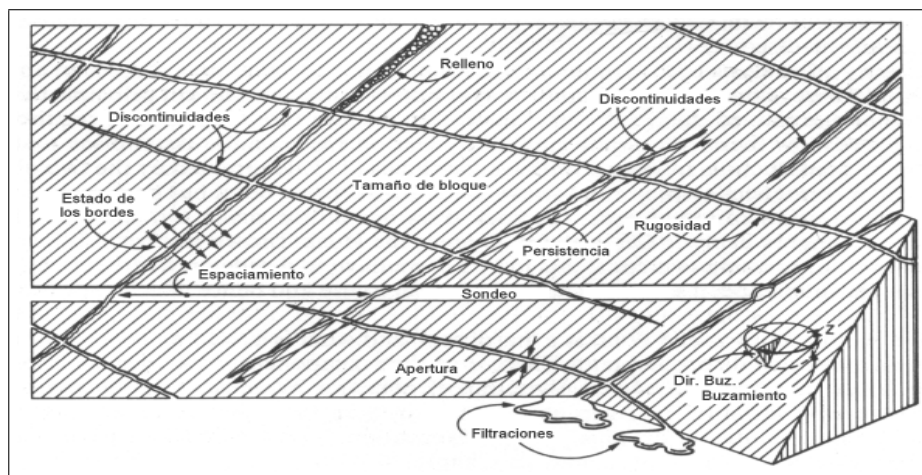 Relleno
Discontinuidades
Discontinuidades
Tamaño de bloque
Estado de
los bordes
Rugosidad
Persistencia
Espaciamiento
Sondeo
Z
Apertura
Dir. Buz.
Buzamiento
Filtraciones